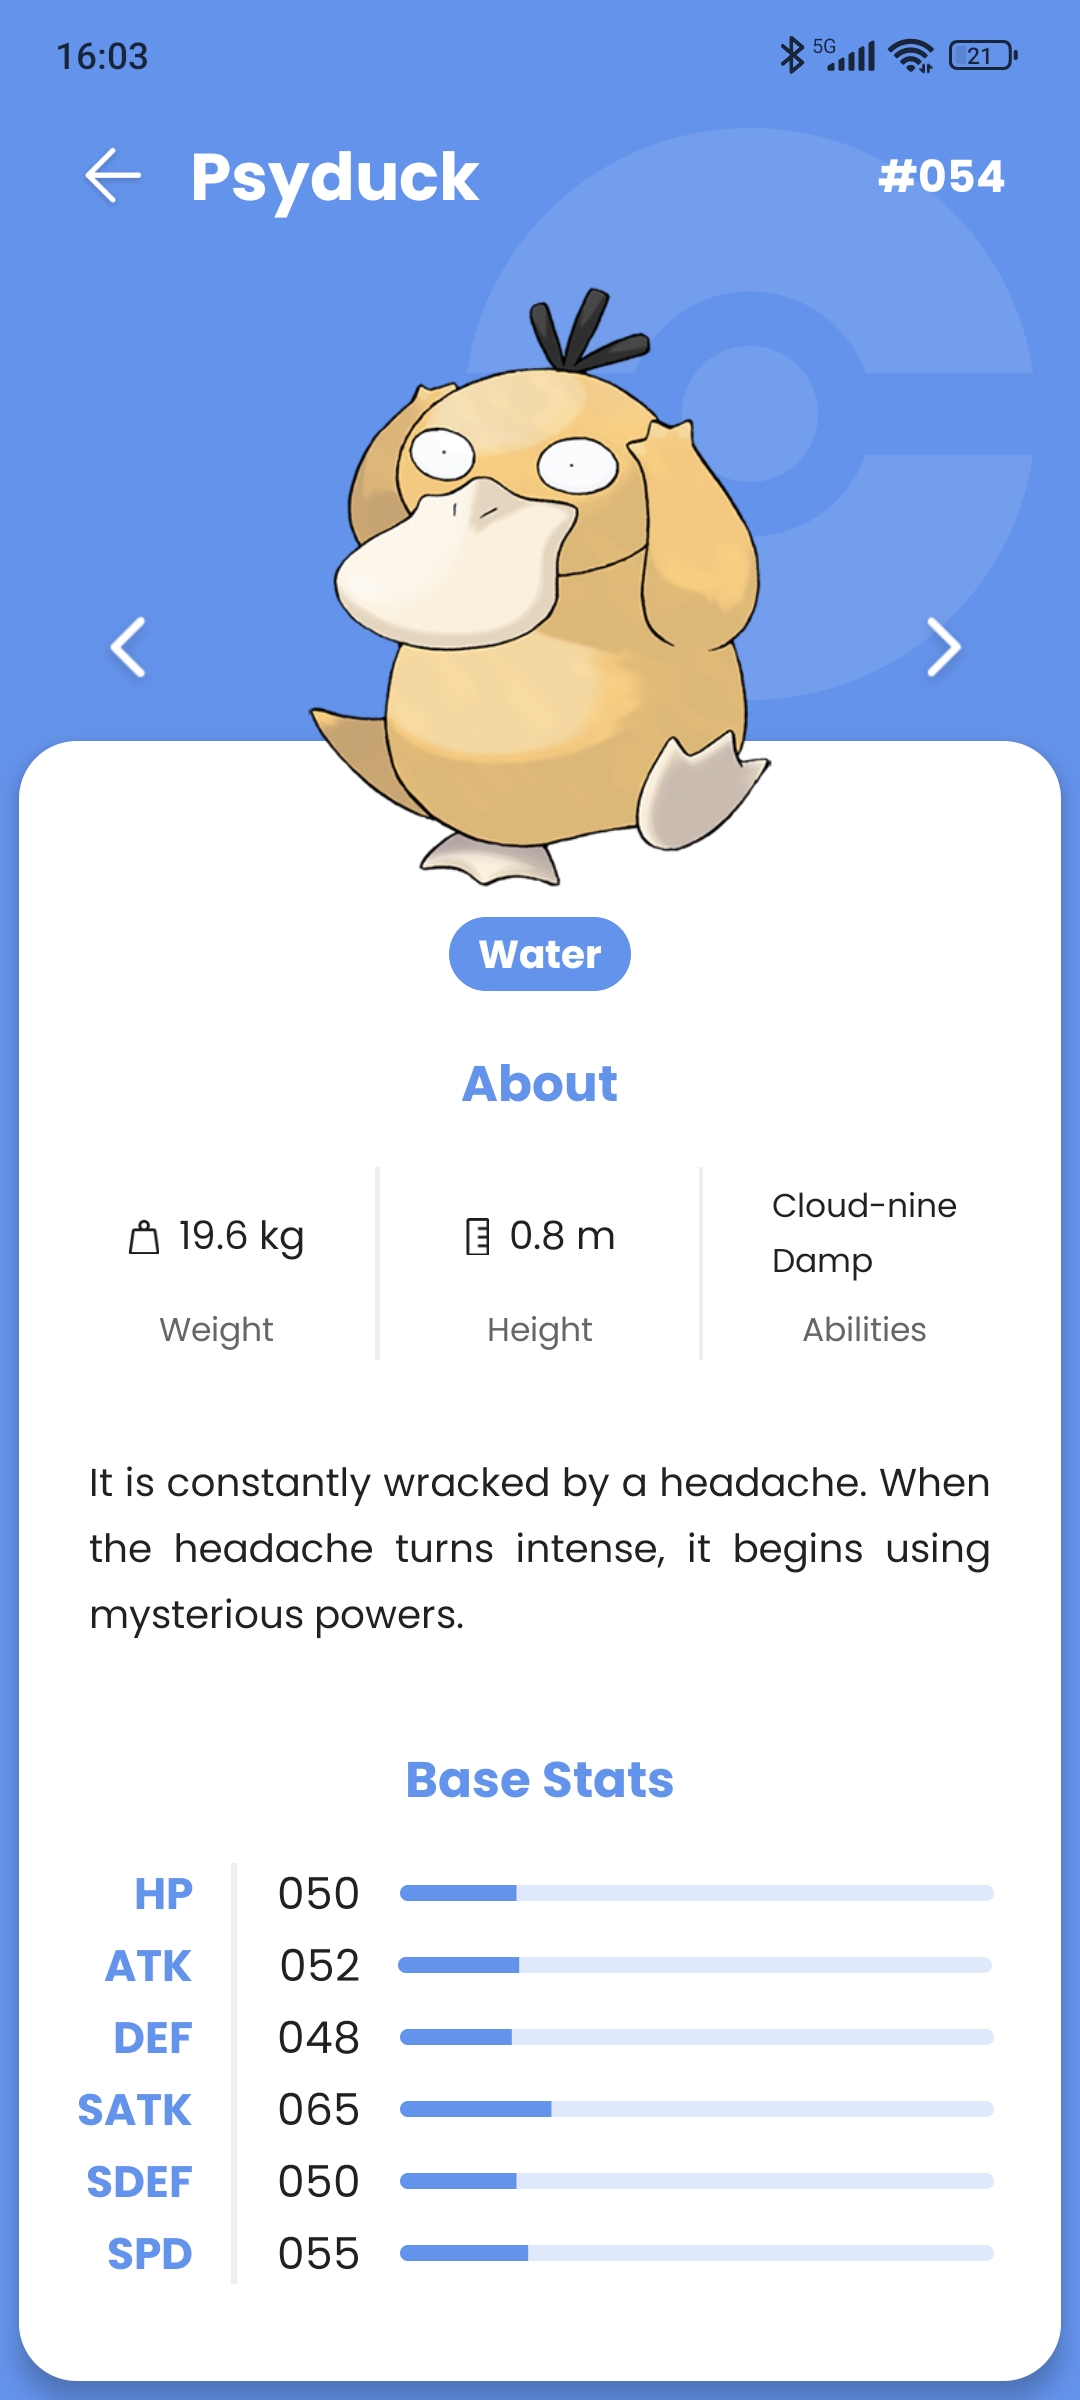 16:03
5G
21
Psyduck
#054
Water
About
19.6 kg
Weight
0.8 m
Height
Cloud-nine
Damp
Abilities
It is constantly wracked by a headache. When
the headache turns intense, it begins using
mysterious powers.
Base Stats
HP 050
ATK 052
DEF 048
SATK 065
SDEF 050
SPD 055